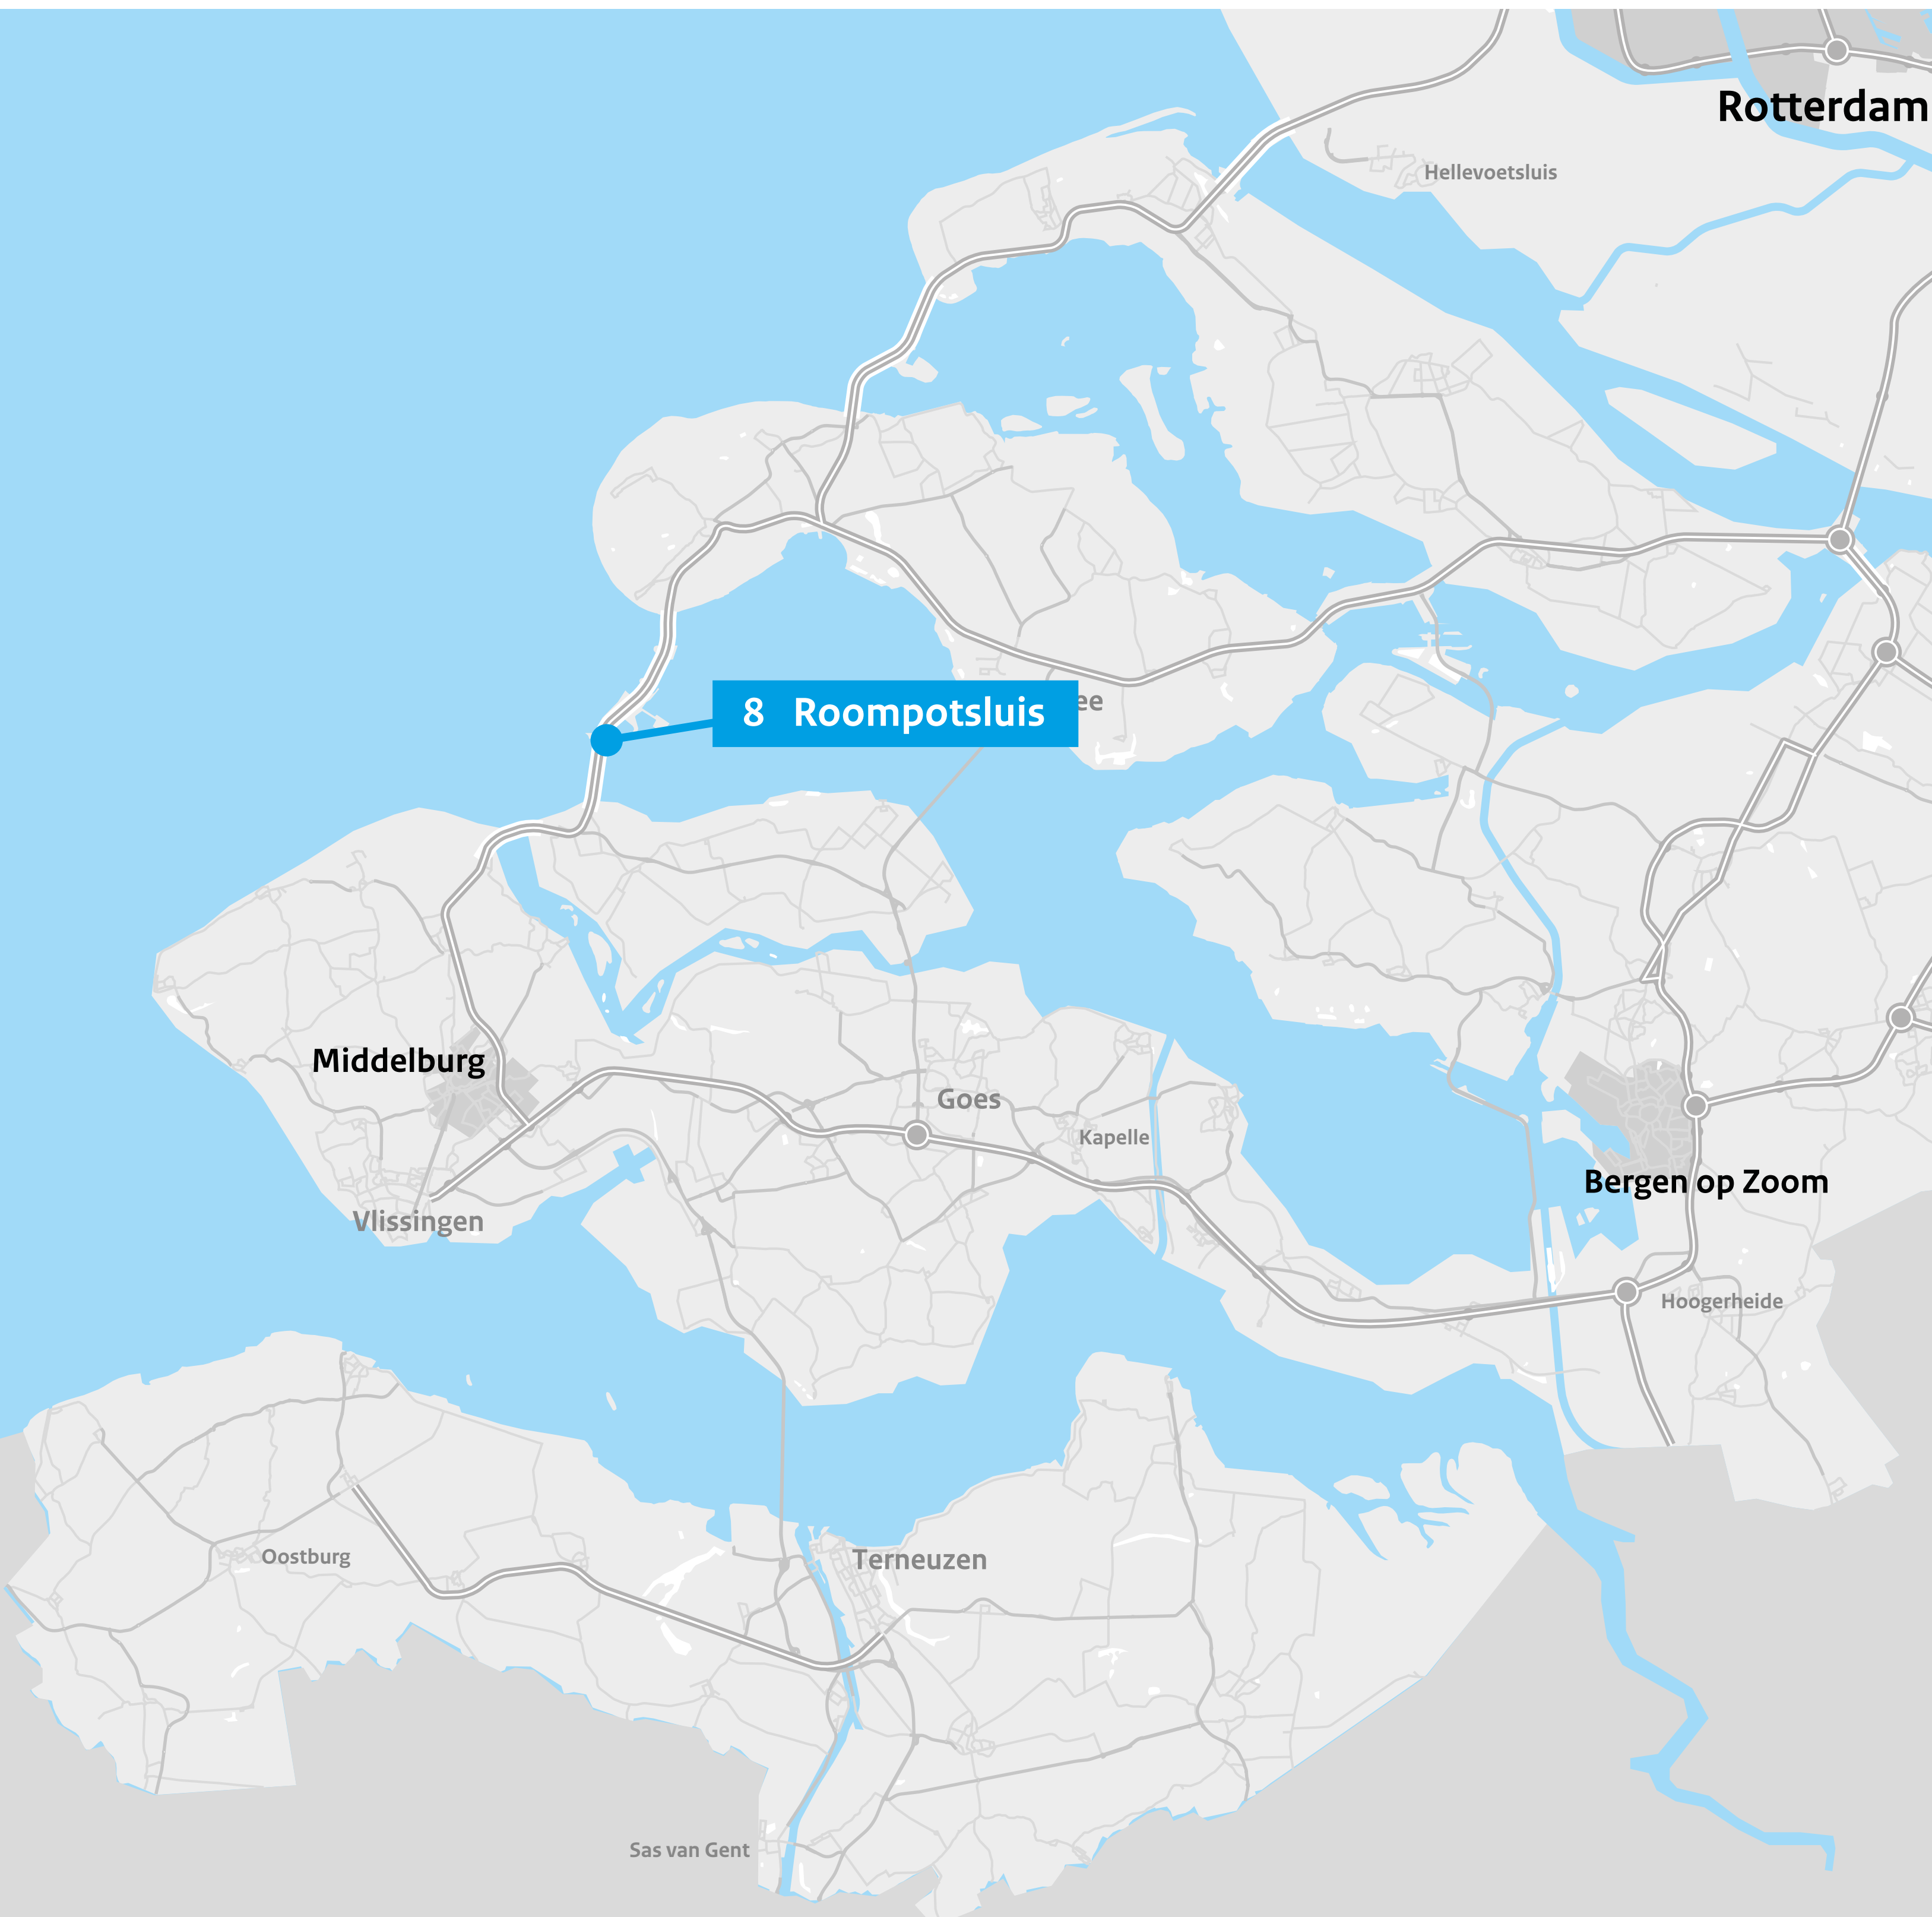 Rotterdam
Hellevoetsluis
ee
8 Roompotsluis
Middelburg
Goes
Kapelle
Bergen op Zoom
Vlissingen
Hoogerheide
Oostburg
Terneuzen
Sas van Gent